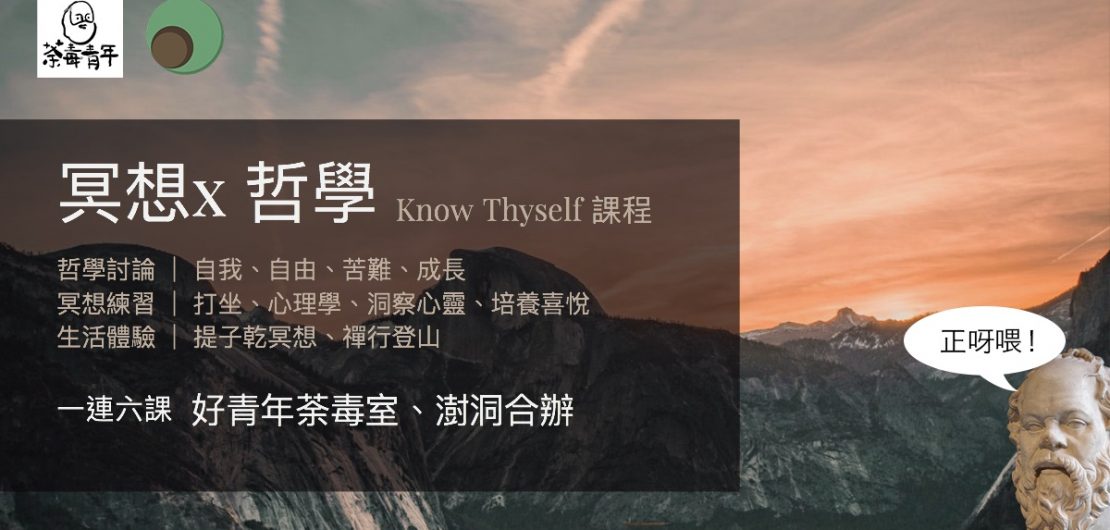 荼毒青年
冥想x 哲學 Know Thyself 課程
哲學討論 | 自我、自由、苦難、成長
冥想練習 | 打坐、心理學、洞察心靈、培養喜悅
生活體驗 | 提子乾冥想、禪行登山
一連六課 好青年荼毒室、澍洞合辦
正呀喂!